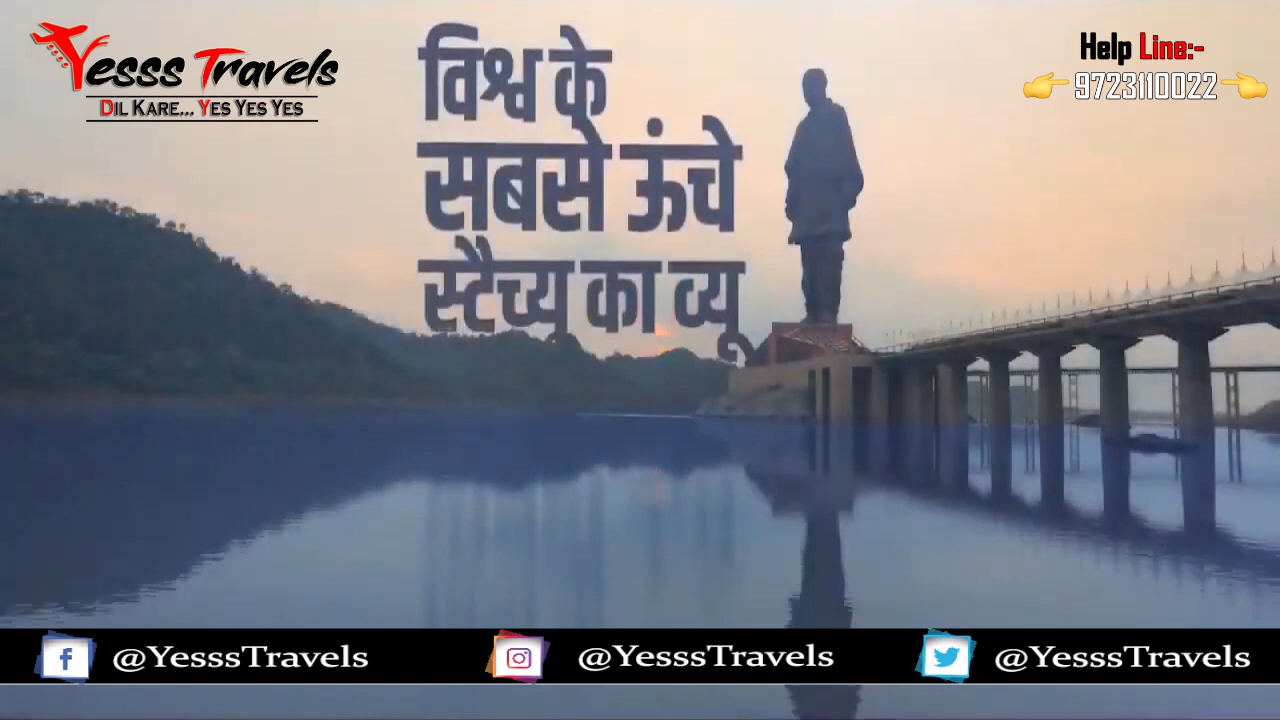 Yesss Travels
DIL KARE... YES YES YES
विश्व के
सबसे ऊंचे
स्टैच्यू का व्यू
Help Line:-
9723110022
@YesssTravels
@YesssTravels
@YesssTravels